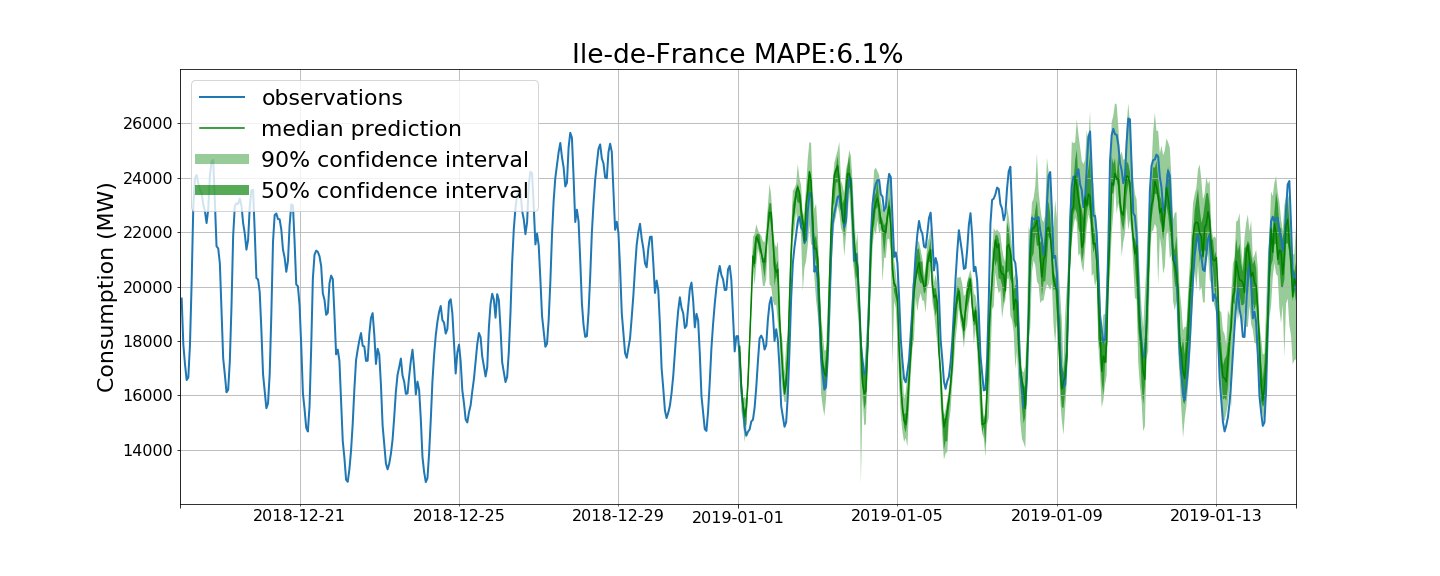 Ile-de-France MAPE:6.1%
observations
median prediction
90% confidence interval
50% confidence interval
Consumption (MW)
26000
24000
22000
20000
18000
16000
14000
2018-12-21 2018-12-25 2018-12-29 2019-01-01 2019-01-05 2019-01-09 2019-01-13